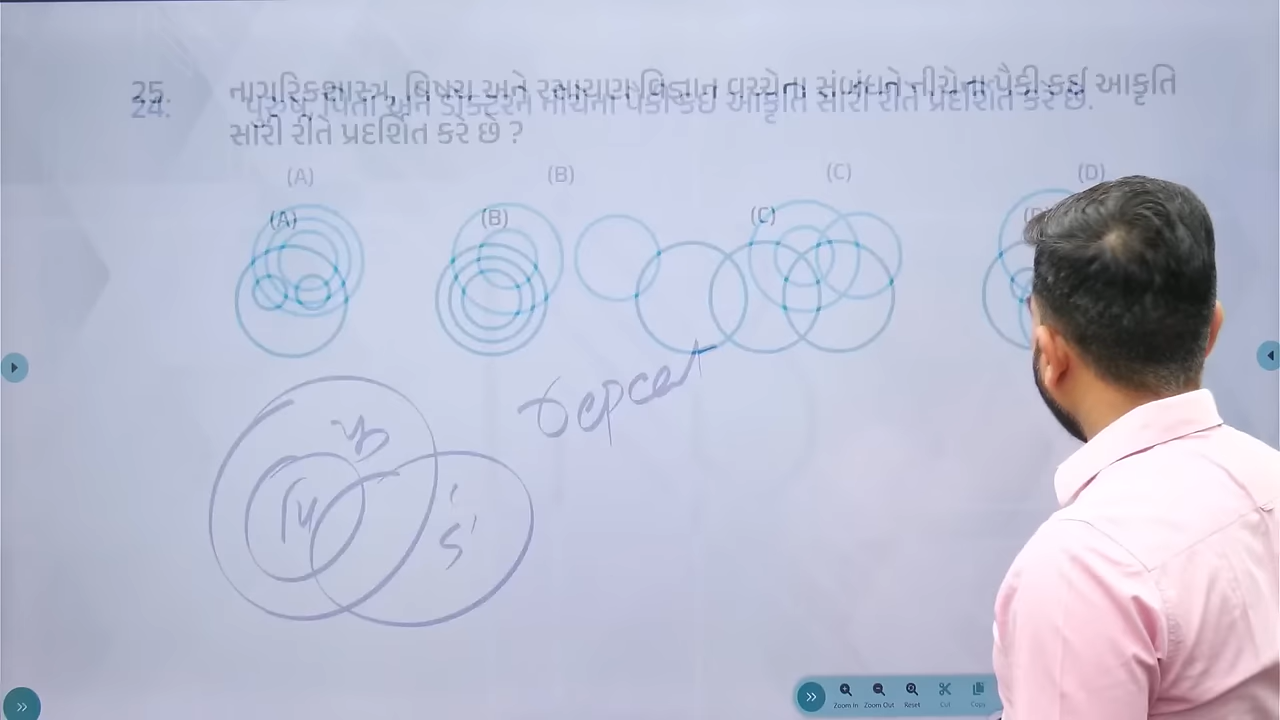 25. નાગરિકશાસ્ત્ર, વિષય અને રસાયણ વિજ્ઞાન વચ્ચેના સંબંધને નીચેના પૈકી કઈ આકૃતિ
24. પુરુષ, પિતા અને ડોક્ટરને નીચેના પૈકી કઈ આકૃતિ સારી રીતે પ્રદર્શિત કરે છે.
સારી રીતે પ્રદર્શિત કરે છે ?
(A) (B) (C) (D)
(A) (B) (C)
repeat
પુ
પિ
'ડ'
Zoom In Zoom Out Reset Cut Copy